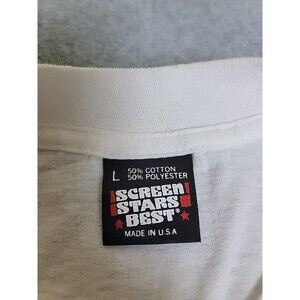 L 50% COTTON
50% POLYESTER
SCREEN
STARS
BEST®
MADE IN U.S.A